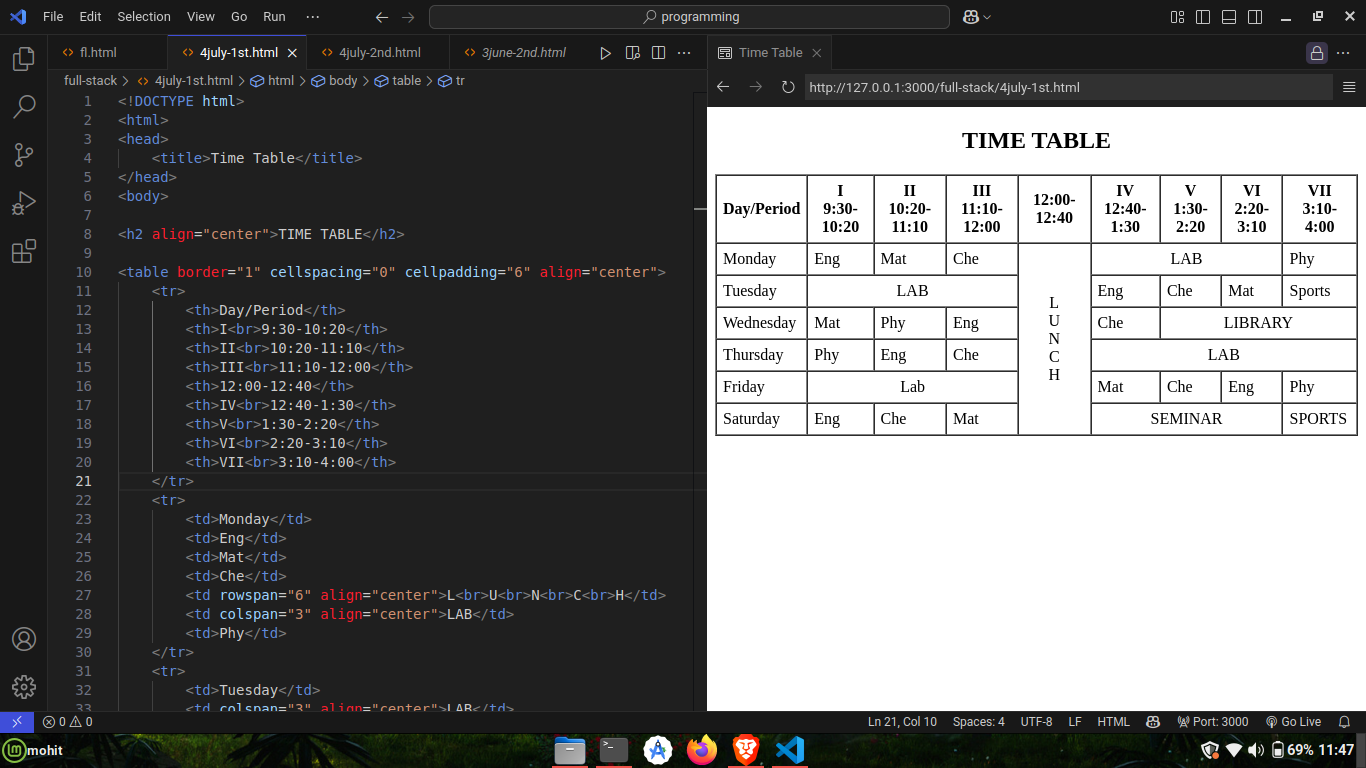 File Edit Selection View Go Run ··· programming
fl.html 4july-1st.html 4july-2nd.html 3june-2nd.html ··· Time Table ···
full-stack > 4july-1st.html > html > body > table > tr
http://127.0.0.1:3000/full-stack/4july-1st.html
1 <!DOCTYPE html>
2 <html>
3 <head>
4 <title>Time Table</title>
5 </head>
6 <body>
7
8 <h2 align="center">TIME TABLE</h2>
9
10 <table border="1" cellspacing="0" cellpadding="6" align="center">
11 <tr>
12 <th>Day/Period</th>
13 <th>I<br>9:30-10:20</th>
14 <th>II<br>10:20-11:10</th>
15 <th>III<br>11:10-12:00</th>
16 <th>12:00-12:40</th>
17 <th>IV<br>12:40-1:30</th>
18 <th>V<br>1:30-2:20</th>
19 <th>VI<br>2:20-3:10</th>
20 <th>VII<br>3:10-4:00</th>
21 </tr>
22 <tr>
23 <td>Monday</td>
24 <td>Eng</td>
25 <td>Mat</td>
26 <td>Che</td>
27 <td rowspan="6" align="center">L<br>U<br>N<br>C<br>H</td>
28 <td colspan="3" align="center">LAB</td>
29 <td>Phy</td>
30 </tr>
31 <tr>
32 <td>Tuesday</td>
33 <td colspan="3" align="center">LAB</td>
TIME TABLE
I II III IV V VI VII
Day/Period 9:30- 10:20- 11:10- 12:00- 12:40- 1:30- 2:20- 3:10-
10:20 11:10 12:00 12:40 1:30 2:20 3:10 4:00
Monday Eng Mat Che LAB Phy
Tuesday LAB Eng Che Mat Sports
Wednesday Mat Phy Eng Che LIBRARY
Thursday Phy Eng Che LAB
Friday Lab Mat Che Eng Phy
Saturday Eng Che Mat SEMINAR SPORTS
L
U
N
C
H
0 0 Ln 21, Col 10 Spaces: 4 UTF-8 LF HTML Port: 3000 Go Live
mohit 69% 11:47